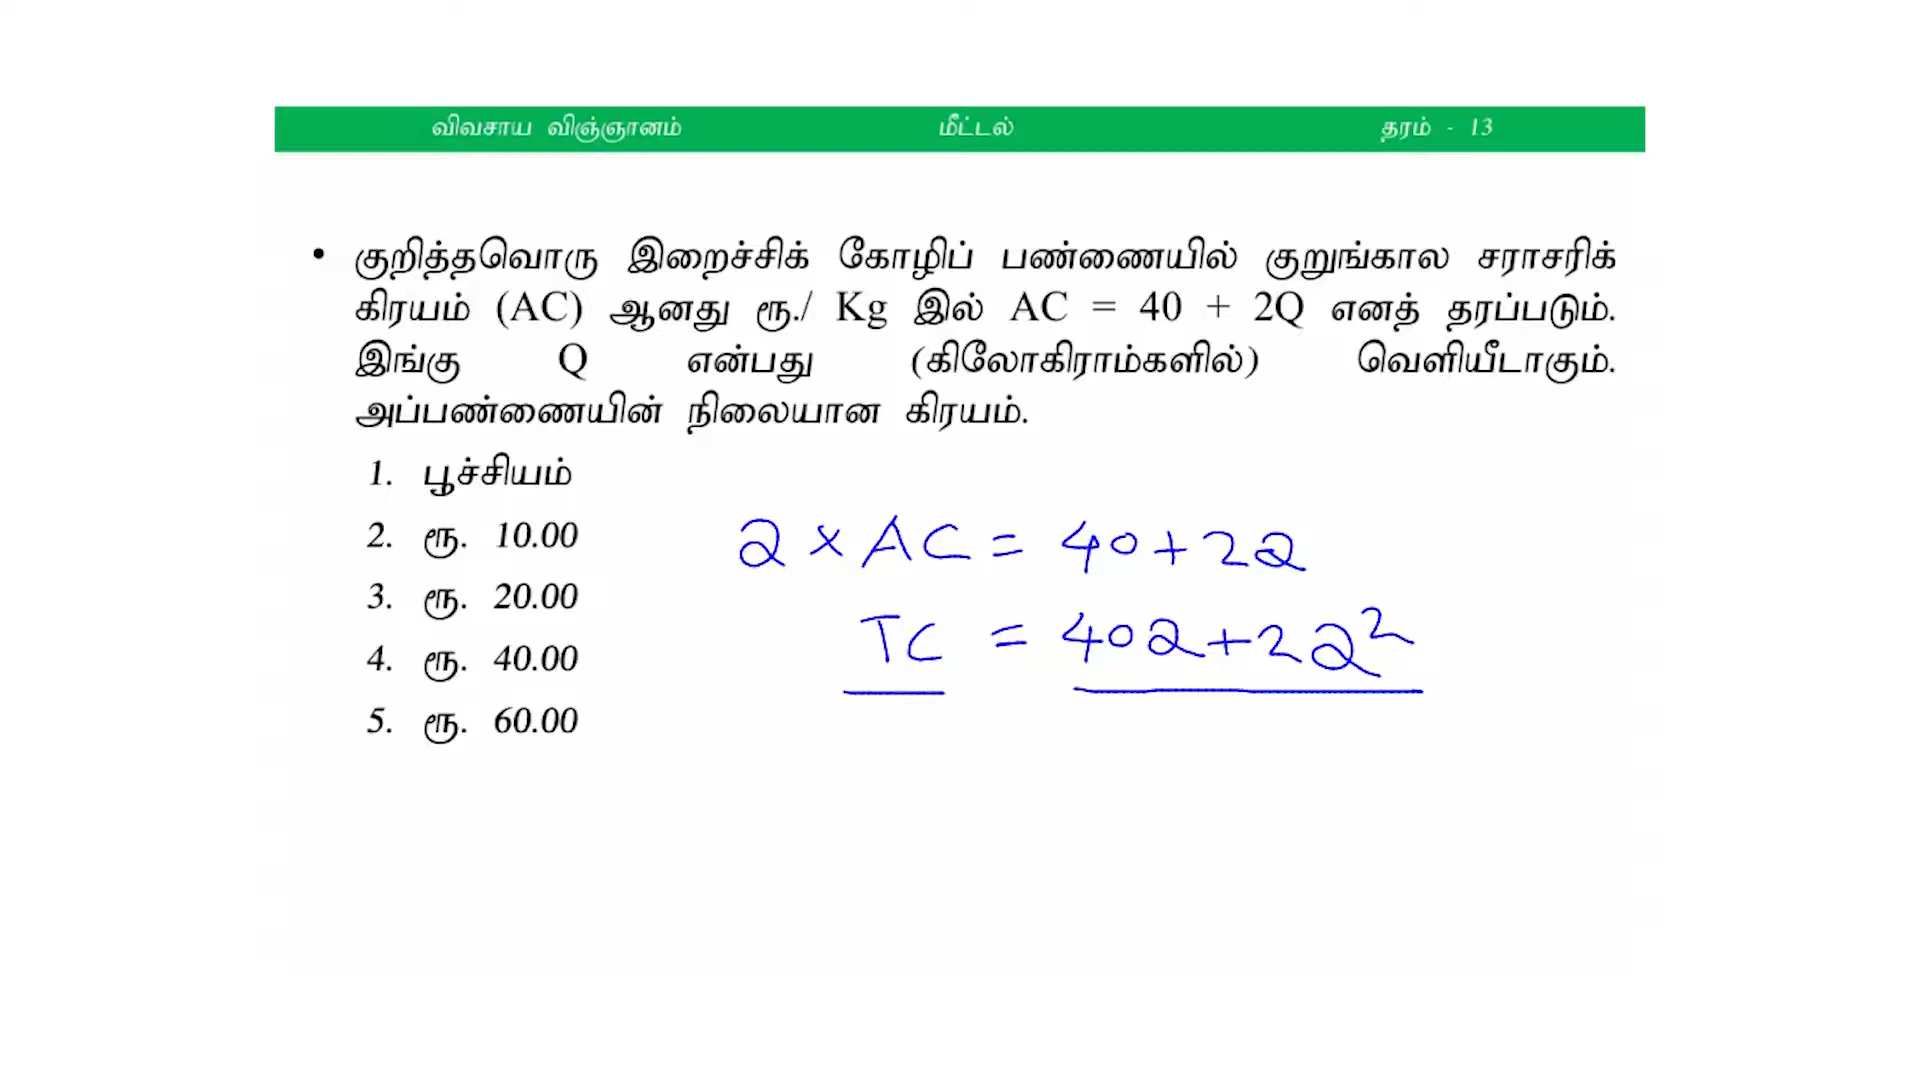 விவசாய விஞ்ஞானம் மீட்டல் தரம் - 13
• குறித்தவொரு இறைச்சிக் கோழிப் பண்ணையில் குறுங்கால சராசரிக்
கிரயம் (AC) ஆனது ரூ./ Kg இல் AC = 40 + 2Q எனத் தரப்படும்.
இங்கு Q என்பது (கிலோகிராம்களில்) வெளியீடாகும்.
அப்பண்ணையின் நிலையான கிரயம்.
1. பூச்சியம்
2. ரூ. 10.00
3. ரூ. 20.00
4. ரூ. 40.00
5. ரூ. 60.00
Q × AC = 40 + 2Q
TC = 40Q + 2Q²